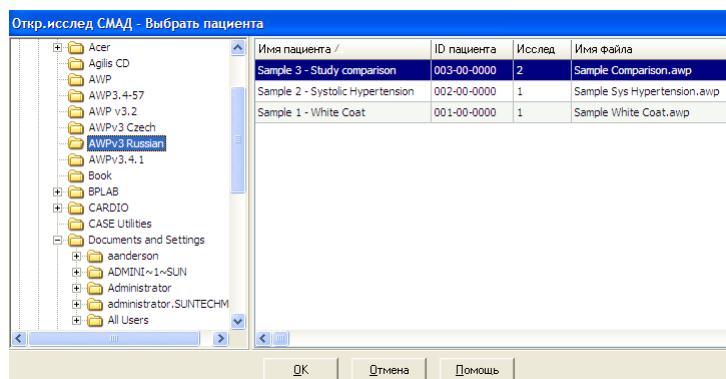 Откр.исслед СМАД - Выбрать пациента
Acer
Agilis CD
AWP
AWP3.4-57
AWP v3.2
AWPv3 Czech
AWPv3 Russian
AWPv3.4.1
Book
BPLAB
CARDIO
CASE Utilities
Documents and Settings
aanderson
ADMINI~1~SUN
Administrator
administrator.SUNTECHM
All Users
Имя пациента / ID пациента Исслед Имя файла
Sample 3 - Study comparison 003-00-0000 2 Sample Comparison.awp
Sample 2 - Systolic Hypertension 002-00-0000 1 Sample Sys Hypertension.awp
Sample 1 - White Coat 001-00-0000 1 Sample White Coat.awp
OK Отмена Помощь